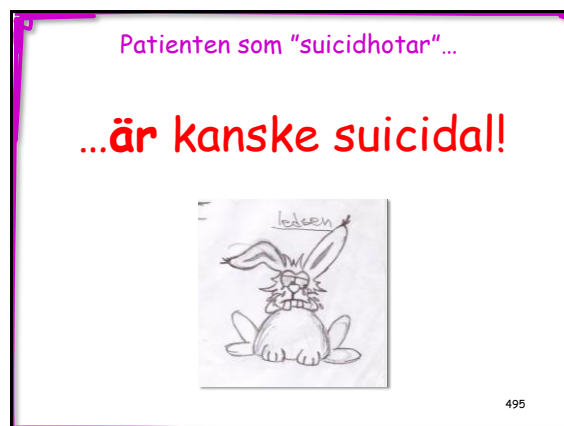 Patienten som ”suicidhotar”…
…är kanske suicidal!
ledsen
495